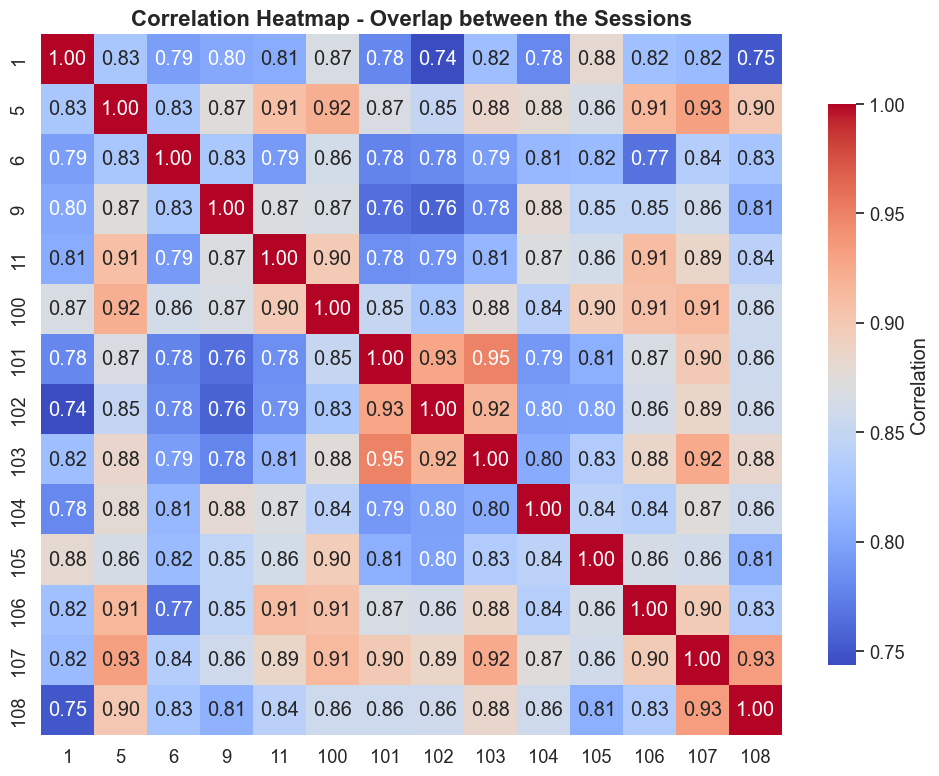 Correlation Heatmap - Overlap between the Sessions
1 1.00 0.83 0.79 0.80 0.81 0.87 0.78 0.74 0.82 0.78 0.88 0.82 0.82 0.75
5 0.83 1.00 0.83 0.87 0.91 0.92 0.87 0.85 0.88 0.88 0.86 0.91 0.93 0.90
6 0.79 0.83 1.00 0.83 0.79 0.86 0.78 0.78 0.79 0.81 0.82 0.77 0.84 0.83
9 0.80 0.87 0.83 1.00 0.87 0.87 0.76 0.76 0.78 0.88 0.85 0.85 0.86 0.81
11 0.81 0.91 0.79 0.87 1.00 0.90 0.78 0.79 0.81 0.87 0.86 0.91 0.89 0.84
100 0.87 0.92 0.86 0.87 0.90 1.00 0.85 0.83 0.88 0.84 0.90 0.91 0.91 0.86
101 0.78 0.87 0.78 0.76 0.78 0.85 1.00 0.93 0.95 0.79 0.81 0.87 0.90 0.86
102 0.74 0.85 0.78 0.76 0.79 0.83 0.93 1.00 0.92 0.80 0.80 0.86 0.89 0.86
103 0.82 0.88 0.79 0.78 0.81 0.88 0.95 0.92 1.00 0.80 0.83 0.88 0.92 0.88
104 0.78 0.88 0.81 0.88 0.87 0.84 0.79 0.80 0.80 1.00 0.84 0.84 0.87 0.86
105 0.88 0.86 0.82 0.85 0.86 0.90 0.81 0.80 0.83 0.84 1.00 0.86 0.86 0.81
106 0.82 0.91 0.77 0.85 0.91 0.91 0.87 0.86 0.88 0.84 0.86 1.00 0.90 0.83
107 0.82 0.93 0.84 0.86 0.89 0.91 0.90 0.89 0.92 0.87 0.86 0.90 1.00 0.93
108 0.75 0.90 0.83 0.81 0.84 0.86 0.86 0.86 0.88 0.86 0.81 0.83 0.93 1.00
1 5 6 9 11 100 101 102 103 104 105 106 107 108
1.00
0.95
0.90
0.85
0.80
0.75
Correlation